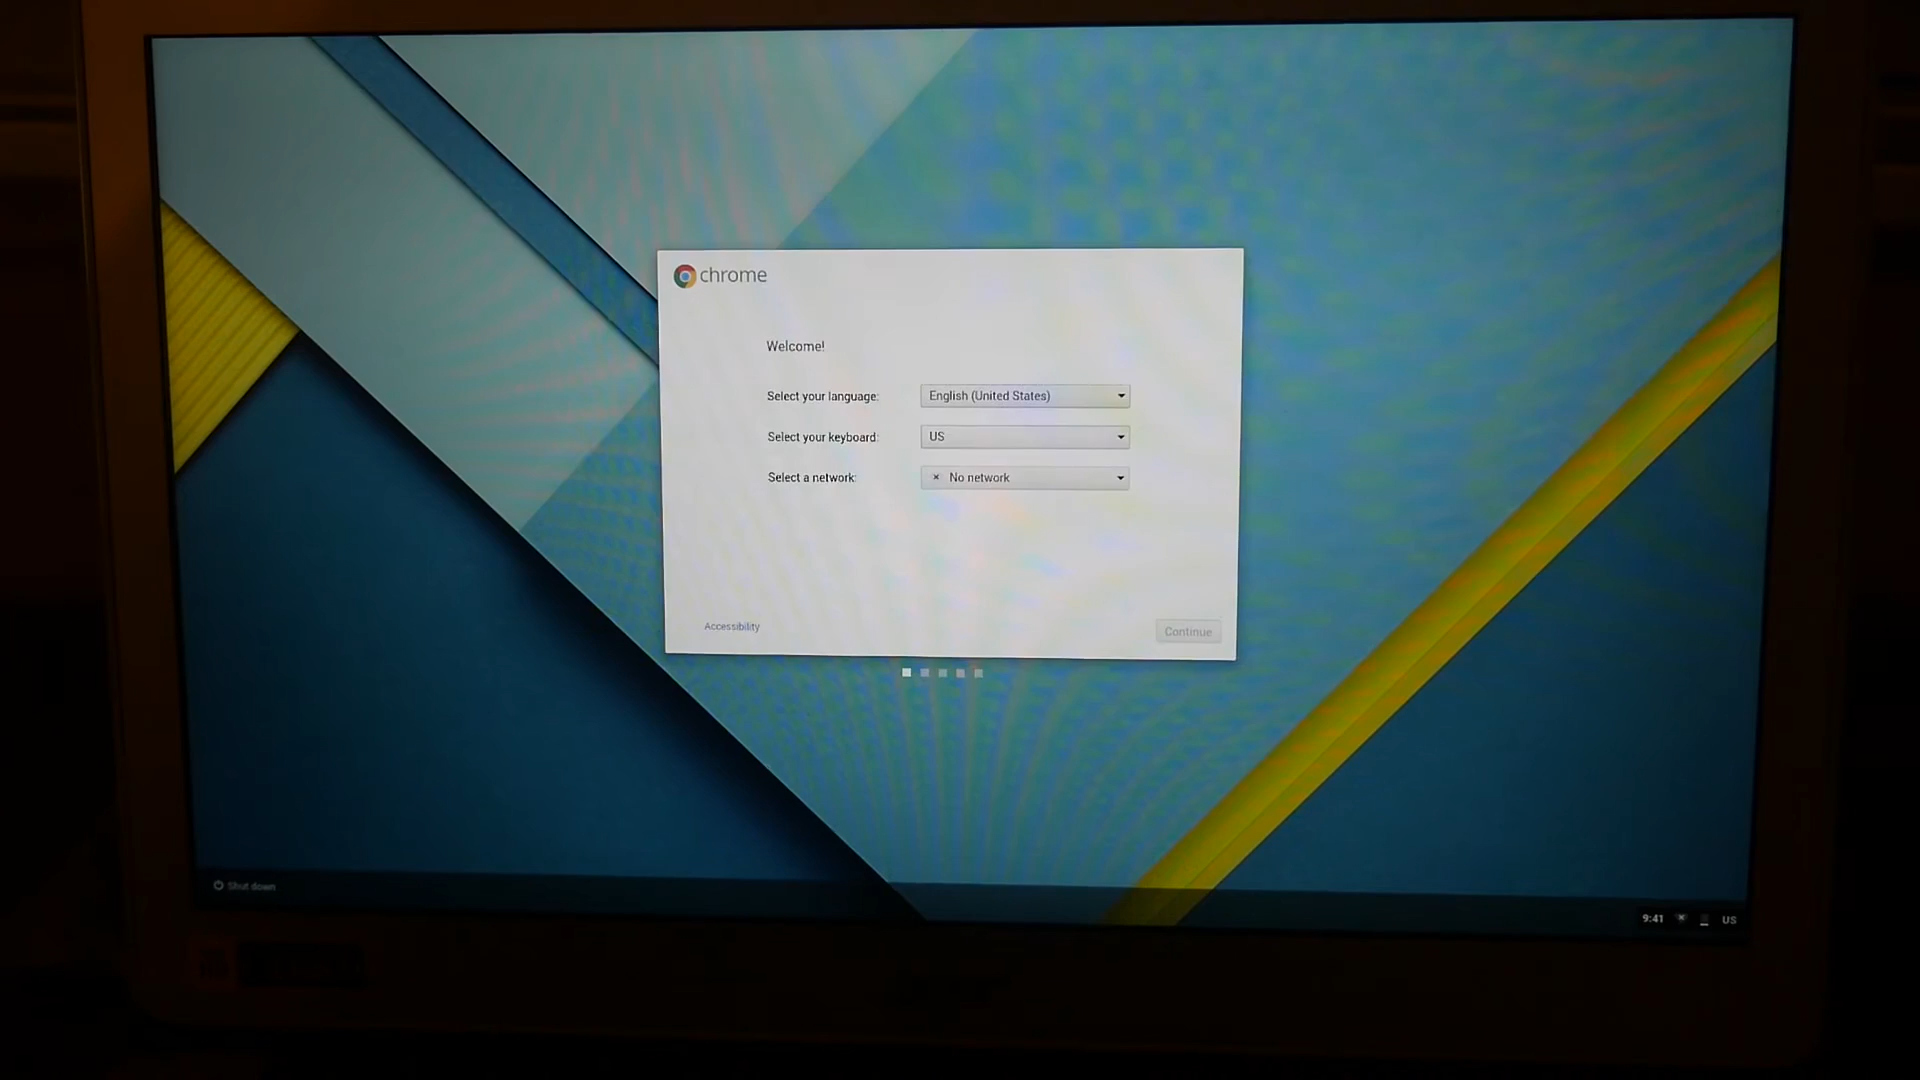 chrome
Welcome!
Select your language: English (United States)
Select your keyboard: US
Select a network: × No network
Accessibility
Continue
Shut down
9:41 US